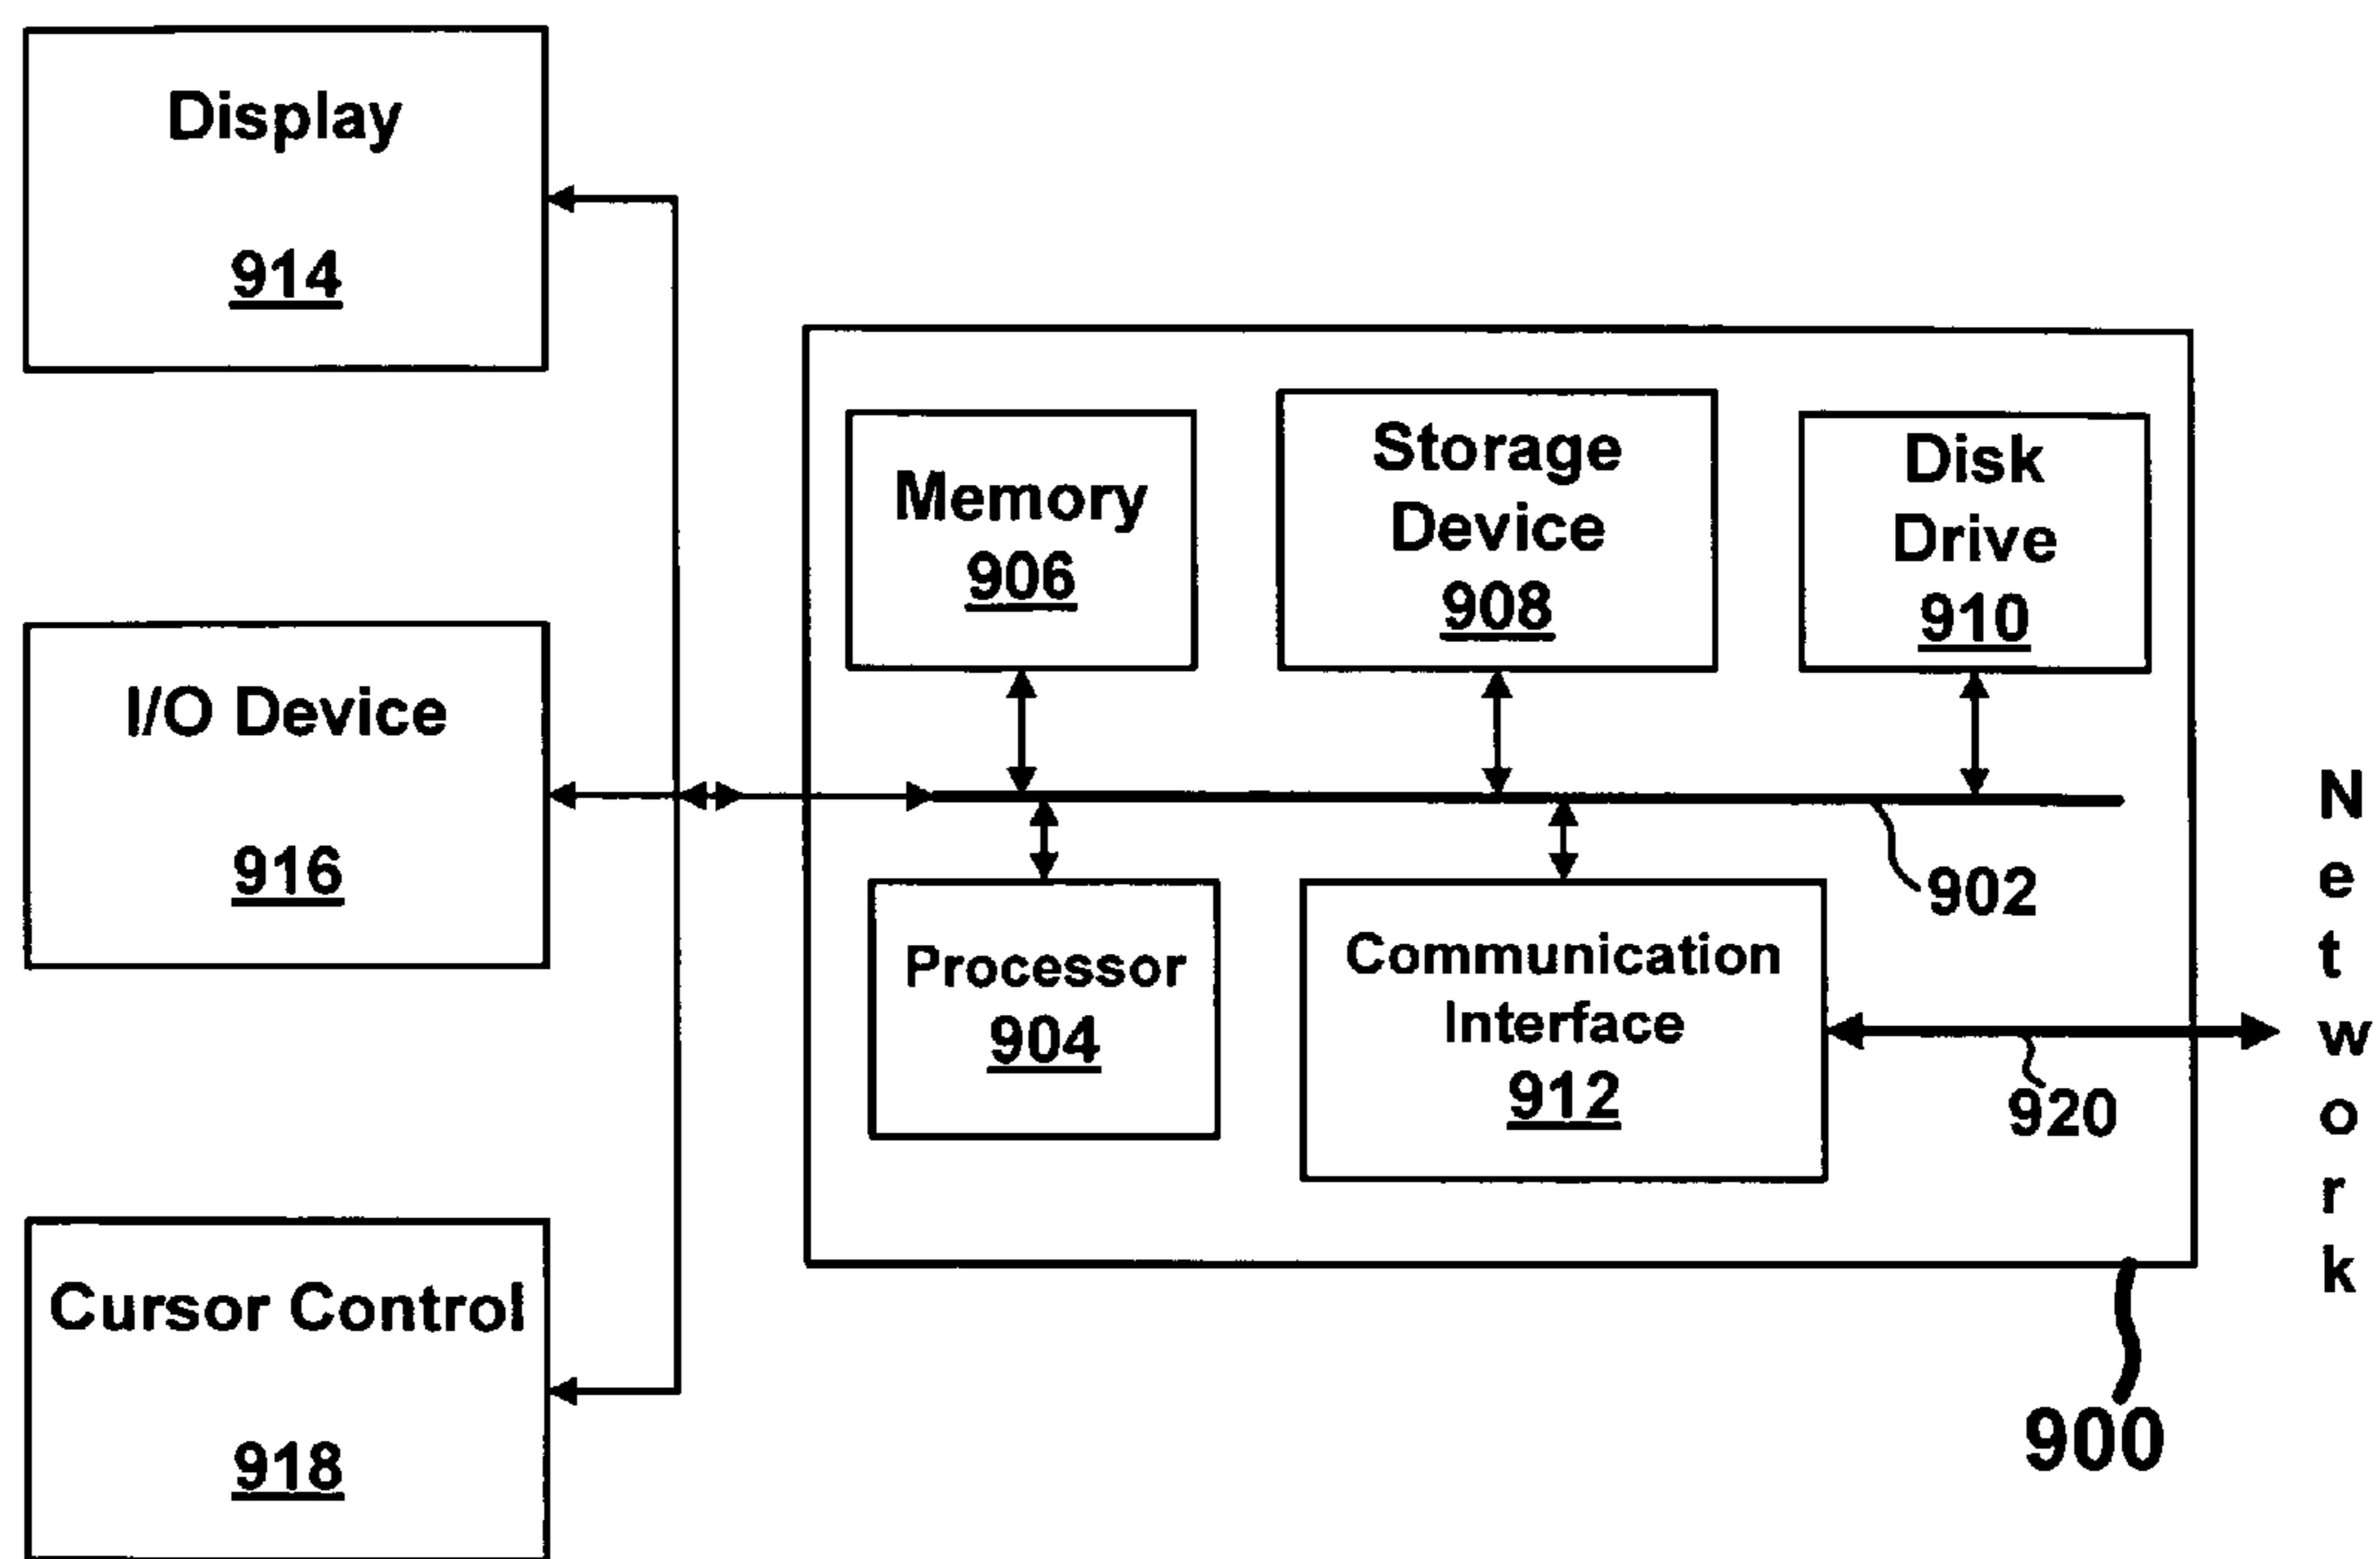 Display
914
I/O Device
916
Cursor Control
918
Memory
906
Storage
Device
908
Disk
Drive
910
902
Processor
904
Communication
Interface
912
920
Network
900